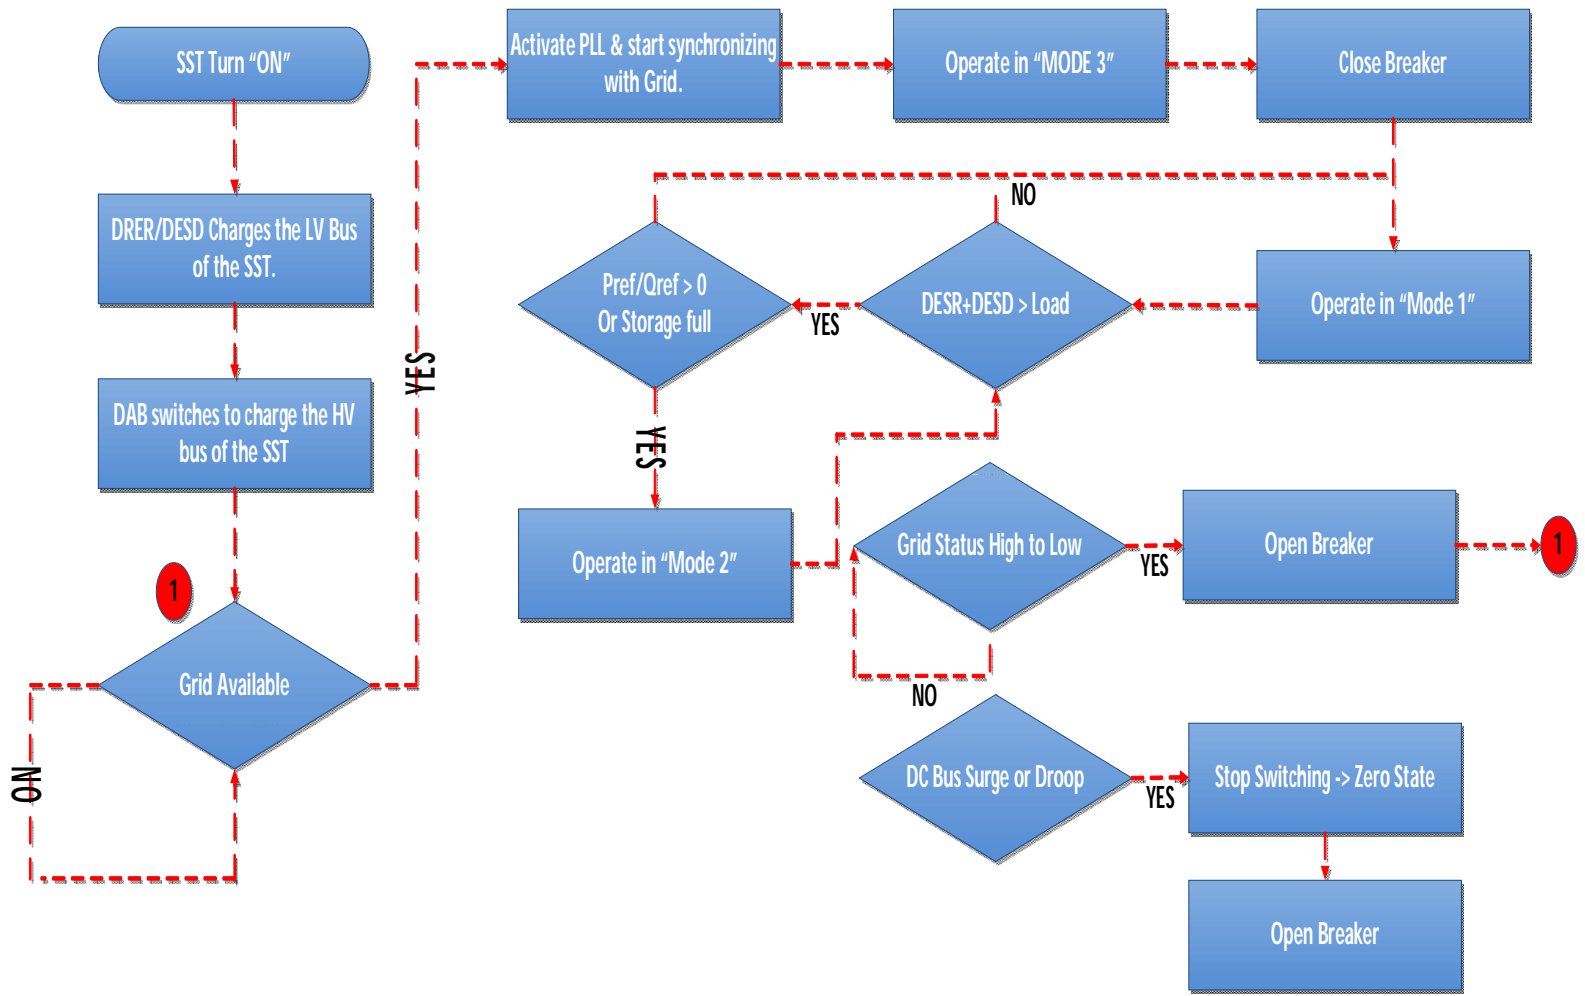 SST Turn “ON”
DRER/DESD Charges the LV Bus
of the SST.
DAB switches to charge the HV
bus of the SST
1
Grid Available
NO
YES
Activate PLL & start synchronizing
with Grid.
Operate in “MODE 3”
Close Breaker
NO
Pref/Qref > 0
Or Storage full
YES
DESR+DESD > Load
Operate in “Mode 1”
YES
Operate in “Mode 2”
Grid Status High to Low
YES
Open Breaker
1
NO
DC Bus Surge or Droop
YES
Stop Switching -> Zero State
Open Breaker